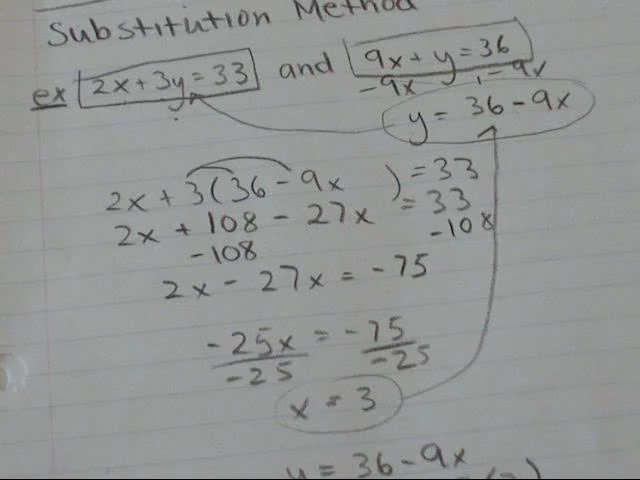 Substitution Method
ex 2x + 3y = 33 and 9x + y = 36
-9x - 9x
y = 36 - 9x
2x + 3(36 - 9x ) = 33
2x + 108 - 27x = 33
-108 -108
2x - 27x = -75
-25x = -75
-25 -25
x = 3
y = 36 - 9x